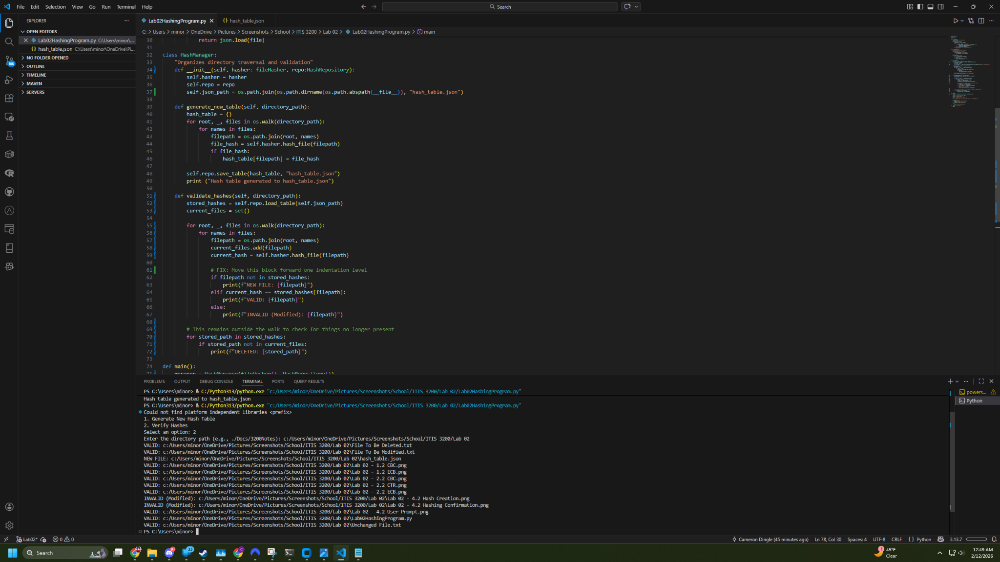 File Edit Selection View Go Run Terminal Help
Search
EXPLORER
OPEN EDITORS
Lab02HashingProgram.py C:\Users\minor\...
{} hash_table.json C:\Users\minor\OneDrive\Pi...
NO FOLDER OPENED
OUTLINE
TIMELINE
MAVEN
SERVERS
10K
Lab02HashingProgram.py
{} hash_table.json
C: > Users > minor > OneDrive > Pictures > Screenshots > School > ITIS 3200 > Lab 02 > Lab02HashingProgram.py > main
30 return json.load(file)
31
32 class HashManager:
33 "Organizes directory traversal and validation"
34 def __init__(self, hasher: fileHasher, repo:HashRepository):
35 self.hasher = hasher
36 self.repo = repo
37 self.json_path = os.path.join(os.path.dirname(os.path.abspath(__file__)), "hash_table.json")
38
39 def generate_new_table(self, directory_path):
40 hash_table = {}
41 for root, _, files in os.walk(directory_path):
42 for names in files:
43 filepath = os.path.join(root, names)
44 file_hash = self.hasher.hash_file(filepath)
45 if file_hash:
46 hash_table[filepath] = file_hash
47
48 self.repo.save_table(hash_table, "hash_table.json")
49 print ("Hash table generated to hash_table.json")
50
51 def validate_hashes(self, directory_path):
52 stored_hashes = self.repo.load_table(self.json_path)
53 current_files = set()
54
55 for root, _, files in os.walk(directory_path):
56 for names in files:
57 filepath = os.path.join(root, names)
58 current_files.add(filepath)
59 current_hash = self.hasher.hash_file(filepath)
60
61 # FIX: Move this block forward one indentation level
62 if filepath not in stored_hashes:
63 print(f"NEW FILE: {filepath}")
64 elif current_hash == stored_hashes[filepath]:
65 print(f"VALID: {filepath}")
66 else:
67 print(f"INVALID (Modified): {filepath}")
68
69 # This remains outside the walk to check for things no longer present
70 for stored_path in stored_hashes:
71 if stored_path not in current_files:
72 print(f"DELETED: {stored_path}")
73
74 def main():
75 manager = HashManager(fileHasher(), HashRepository())
PROBLEMS OUTPUT DEBUG CONSOLE TERMINAL PORTS QUERY RESULTS
PS C:\Users\minor> & C:/Python313/python.exe "c:/Users/minor/OneDrive/Pictures/Screenshots/School/ITIS 3200/Lab 02/Lab02HashingProgram.py"
Hash table generated to hash_table.json
PS C:\Users\minor> & C:/Python313/python.exe "c:/Users/minor/OneDrive/Pictures/Screenshots/School/ITIS 3200/Lab 02/Lab02HashingProgram.py"
Could not find platform independent libraries <prefix>
1. Generate New Hash Table
2. Verify Hashes
Select an option: 2
Enter the directory path (e.g., ./Docs/3200Notes): c:/Users/minor/OneDrive/Pictures/Screenshots/School/ITIS 3200/Lab 02
VALID: c:/Users/minor/OneDrive/Pictures/Screenshots/School/ITIS 3200/Lab 02\File To Be Deleted.txt
VALID: c:/Users/minor/OneDrive/Pictures/Screenshots/School/ITIS 3200/Lab 02\File To Be Modified.txt
NEW FILE: c:/Users/minor/OneDrive/Pictures/Screenshots/School/ITIS 3200/Lab 02\hash_table.json
VALID: c:/Users/minor/OneDrive/Pictures/Screenshots/School/ITIS 3200/Lab 02\Lab 02 - 1.2 CBC.png
VALID: c:/Users/minor/OneDrive/Pictures/Screenshots/School/ITIS 3200/Lab 02\Lab 02 - 1.2 ECB.png
VALID: c:/Users/minor/OneDrive/Pictures/Screenshots/School/ITIS 3200/Lab 02\Lab 02 - 2.2 CBC.png
VALID: c:/Users/minor/OneDrive/Pictures/Screenshots/School/ITIS 3200/Lab 02\Lab 02 - 2.2 CTR.png
VALID: c:/Users/minor/OneDrive/Pictures/Screenshots/School/ITIS 3200/Lab 02\Lab 02 - 2.2 ECB.png
INVALID (Modified): c:/Users/minor/OneDrive/Pictures/Screenshots/School/ITIS 3200/Lab 02\Lab 02 - 4.2 Hash Creation.png
INVALID (Modified): c:/Users/minor/OneDrive/Pictures/Screenshots/School/ITIS 3200/Lab 02\Lab 02 - 4.2 Hashing Confirmation.png
VALID: c:/Users/minor/OneDrive/Pictures/Screenshots/School/ITIS 3200/Lab 02\Lab 02 - 4.2 User Prompt.png
VALID: c:/Users/minor/OneDrive/Pictures/Screenshots/School/ITIS 3200/Lab 02\Lab02HashingProgram.py
VALID: c:/Users/minor/OneDrive/Pictures/Screenshots/School/ITIS 3200/Lab 02\Unchanged File.txt
PS C:\Users\minor>
powers...
Python
Lab02* 0 0
Cameron Dingle (45 minutes ago) Ln 78, Col 30 Spaces: 4 UTF-8 CRLF {} Python 3.13.7
Search
9+
33
1
45°F
Clear
12:49 AM
2/12/2026